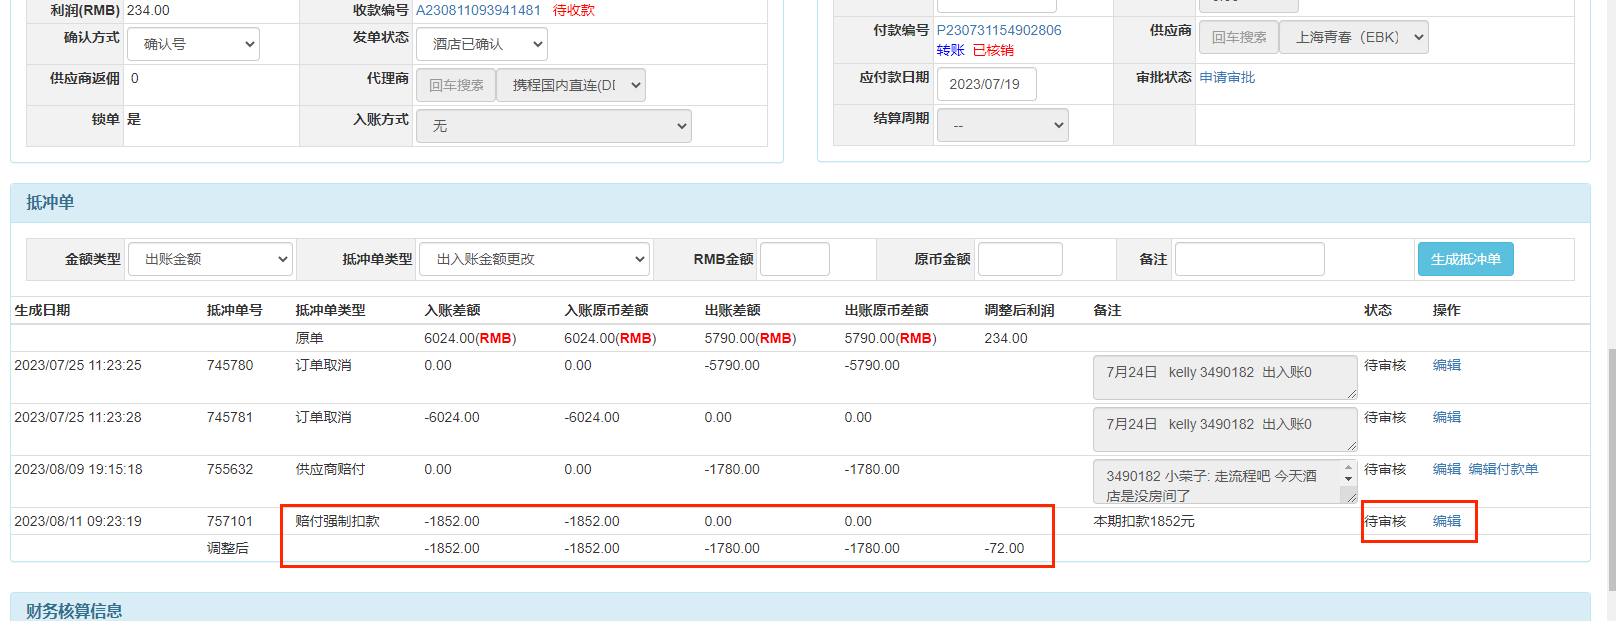 利润(RMB) 234.00 收款编号 A230811093941481 待收款
确认方式 确认号 发单状态 酒店已确认
供应商返佣 0 代理商 回车搜索 携程国内直连(DI
锁单 是 入账方式 无
付款编号 P230731154902806 供应商 回车搜索 上海青春（EBK）
转账 已核销
应付款日期 2023/07/19 审批状态 申请审批
结算周期 --
抵冲单
金额类型 出账金额 抵冲单类型 出入账金额更改 RMB金额 原币金额 备注 生成抵冲单
生成日期 抵冲单号 抵冲单类型 入账差额 入账原币差额 出账差额 出账原币差额 调整后利润 备注 状态 操作
原单 6024.00(RMB) 6024.00(RMB) 5790.00(RMB) 5790.00(RMB) 234.00
2023/07/25 11:23:25 745780 订单取消 0.00 0.00 -5790.00 -5790.00 7月24日 kelly 3490182 出入账0 待审核 编辑
2023/07/25 11:23:28 745781 订单取消 -6024.00 -6024.00 0.00 0.00 7月24日 kelly 3490182 出入账0 待审核 编辑
2023/08/09 19:15:18 755632 供应商赔付 0.00 0.00 -1780.00 -1780.00 3490182 小荣子: 走流程吧 今天酒 待审核 编辑 编辑付款单
店是没房间了
2023/08/11 09:23:19 757101 赔付强制扣款 -1852.00 -1852.00 0.00 0.00 本期扣款1852元 待审核 编辑
调整后 -1852.00 -1852.00 -1780.00 -1780.00 -72.00
财务核算信息